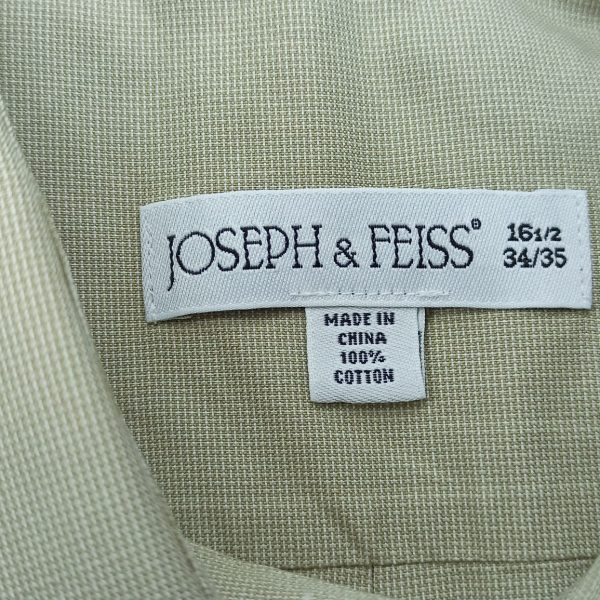 JOSEPH & FEISS® 16 1/2
34/35
MADE IN
CHINA
100%
COTTON